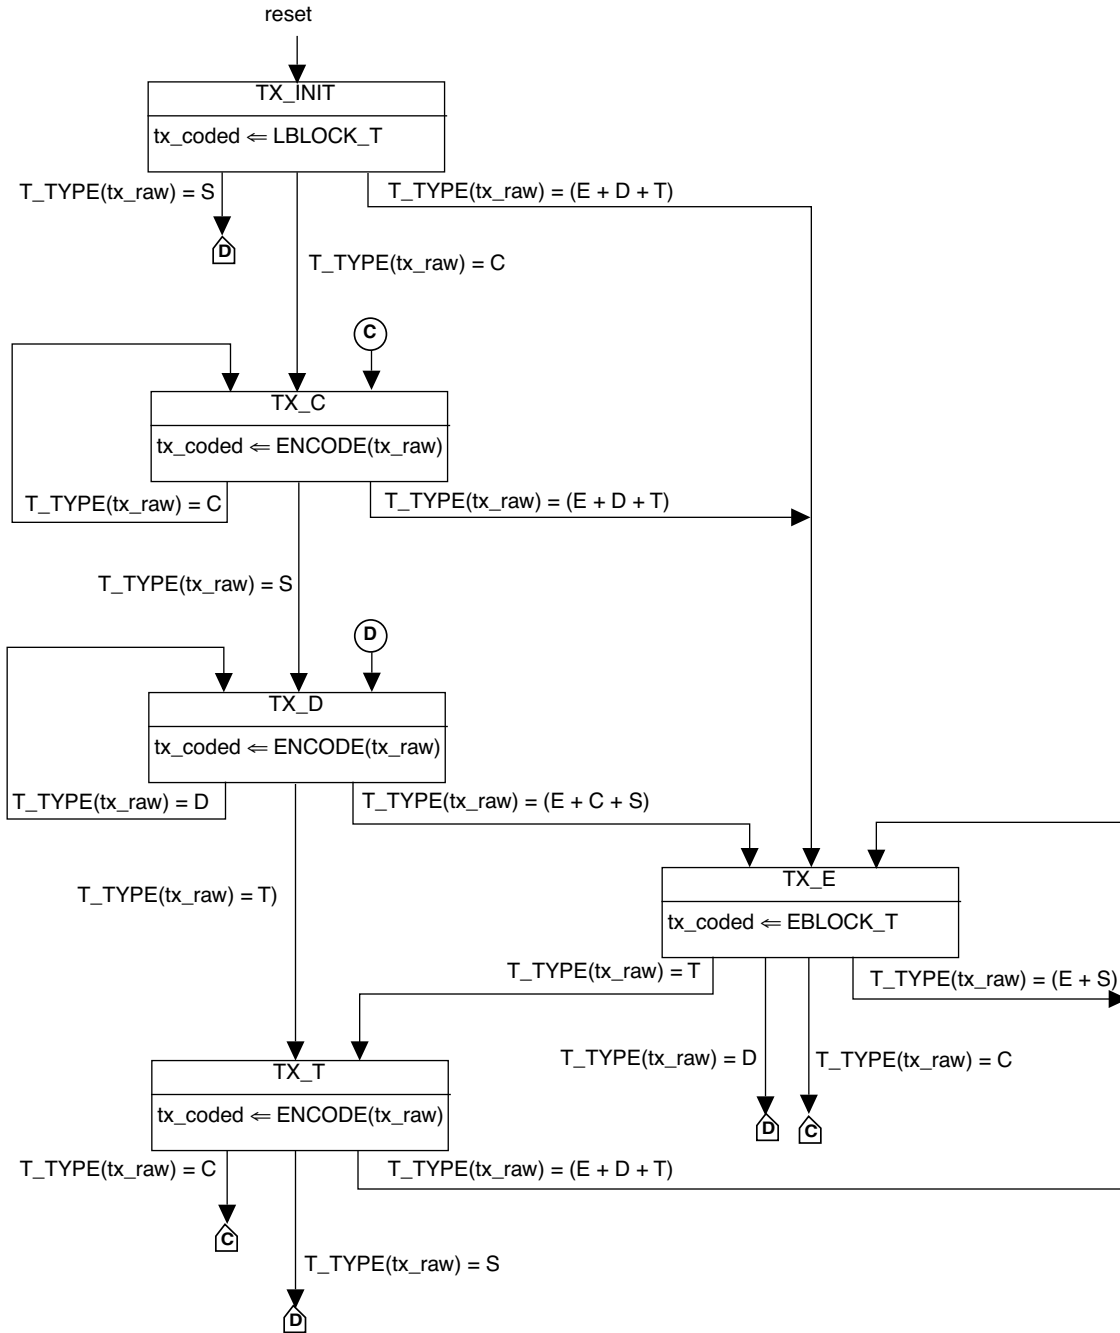 reset
TX_INIT
tx_coded ⇐ LBLOCK_T
T_TYPE(tx_raw) = S
T_TYPE(tx_raw) = (E + D + T)
D
T_TYPE(tx_raw) = C
C
TX_C
tx_coded ⇐ ENCODE(tx_raw)
T_TYPE(tx_raw) = C
T_TYPE(tx_raw) = (E + D + T)
T_TYPE(tx_raw) = S
D
TX_D
tx_coded ⇐ ENCODE(tx_raw)
T_TYPE(tx_raw) = D
T_TYPE(tx_raw) = (E + C + S)
T_TYPE(tx_raw) = T)
TX_E
tx_coded ⇐ EBLOCK_T
T_TYPE(tx_raw) = T
T_TYPE(tx_raw) = (E + S)
T_TYPE(tx_raw) = D
T_TYPE(tx_raw) = C
D
C
TX_T
tx_coded ⇐ ENCODE(tx_raw)
T_TYPE(tx_raw) = C
T_TYPE(tx_raw) = (E + D + T)
C
T_TYPE(tx_raw) = S
D